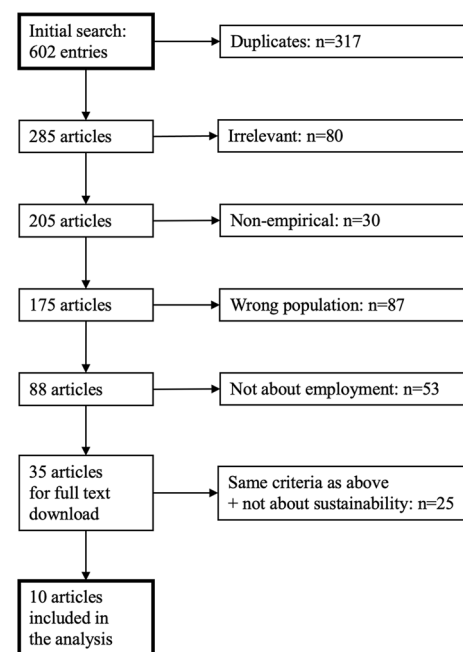 Initial search:
602 entries
Duplicates: n=317
285 articles
Irrelevant: n=80
205 articles
Non-empirical: n=30
175 articles
Wrong population: n=87
88 articles
Not about employment: n=53
35 articles
for full text
download
Same criteria as above
+ not about sustainability: n=25
10 articles
included in
the analysis